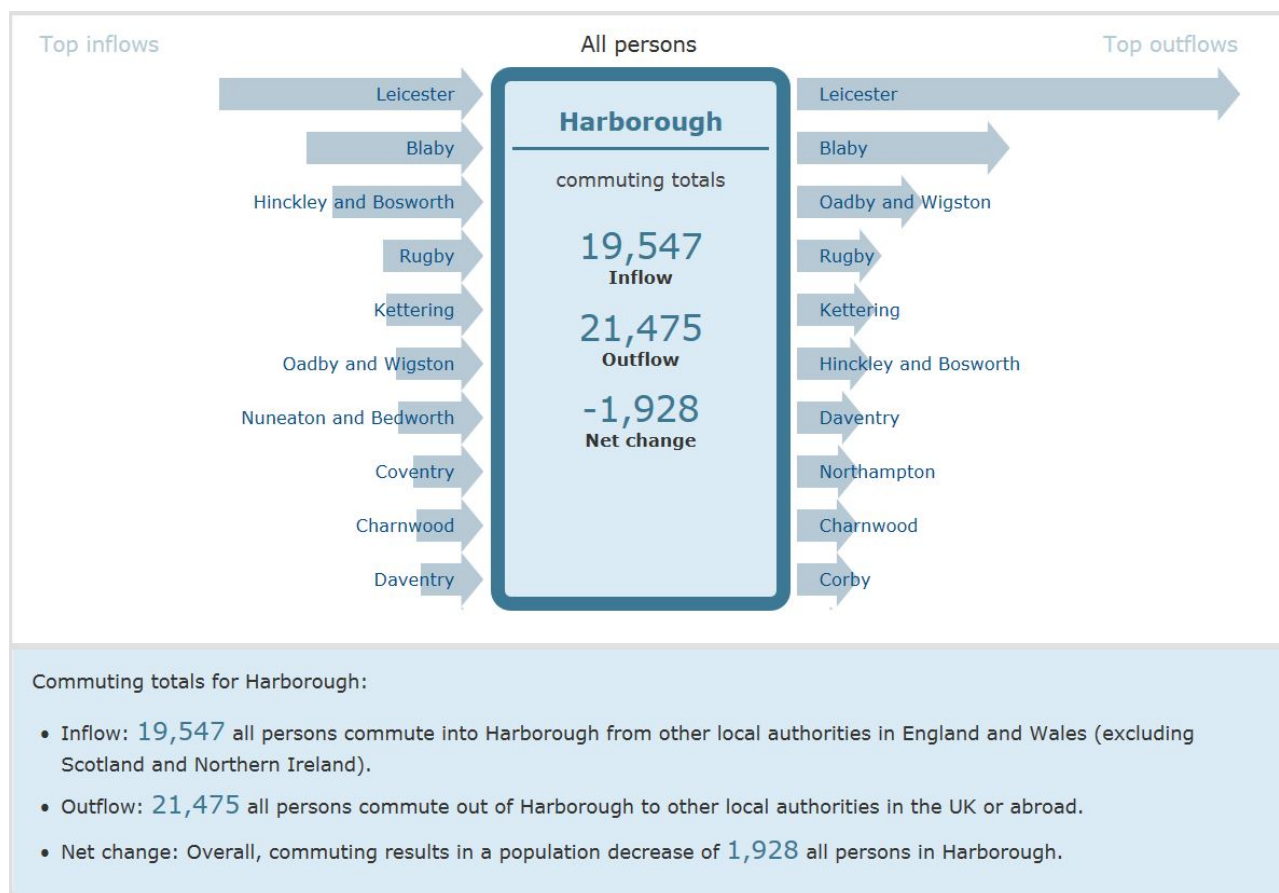 Top inflows
All persons
Top outflows
Leicester
Blaby
Hinckley and Bosworth
Rugby
Kettering
Oadby and Wigston
Nuneaton and Bedworth
Coventry
Charnwood
Daventry
Harborough
commuting totals
19,547
Inflow
21,475
Outflow
-1,928
Net change
Leicester
Blaby
Oadby and Wigston
Rugby
Kettering
Hinckley and Bosworth
Daventry
Northampton
Charnwood
Corby
Commuting totals for Harborough:
• Inflow: 19,547 all persons commute into Harborough from other local authorities in England and Wales (excluding
Scotland and Northern Ireland).
• Outflow: 21,475 all persons commute out of Harborough to other local authorities in the UK or abroad.
• Net change: Overall, commuting results in a population decrease of 1,928 all persons in Harborough.